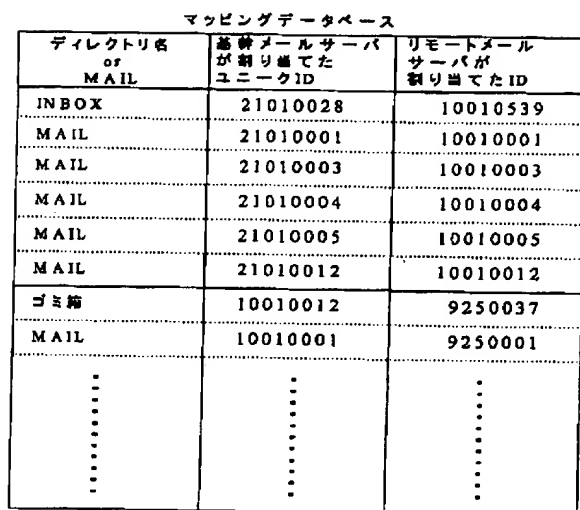 マッピングデータベース
ディレクトリ名 or MAIL
基幹メールサーバが割り当てたユニークID
リモートメールサーバが割り当てたID
INBOX 21010028 10010539
MAIL 21010001 10010001
MAIL 21010003 10010003
MAIL 21010004 10010004
MAIL 21010005 10010005
MAIL 21010012 10010012
ゴミ箱 10010012 9250037
MAIL 10010001 9250001